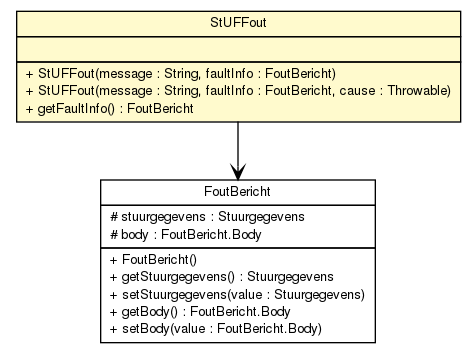 StUFFout
+ StUFFout(message : String, faultInfo : FoutBericht)
+ StUFFout(message : String, faultInfo : FoutBericht, cause : Throwable)
+ getFaultInfo() : FoutBericht
FoutBericht
# stuurgegevens : Stuurgegevens
# body : FoutBericht.Body
+ FoutBericht()
+ getStuurgegevens() : Stuurgegevens
+ setStuurgegevens(value : Stuurgegevens)
+ getBody() : FoutBericht.Body
+ setBody(value : FoutBericht.Body)